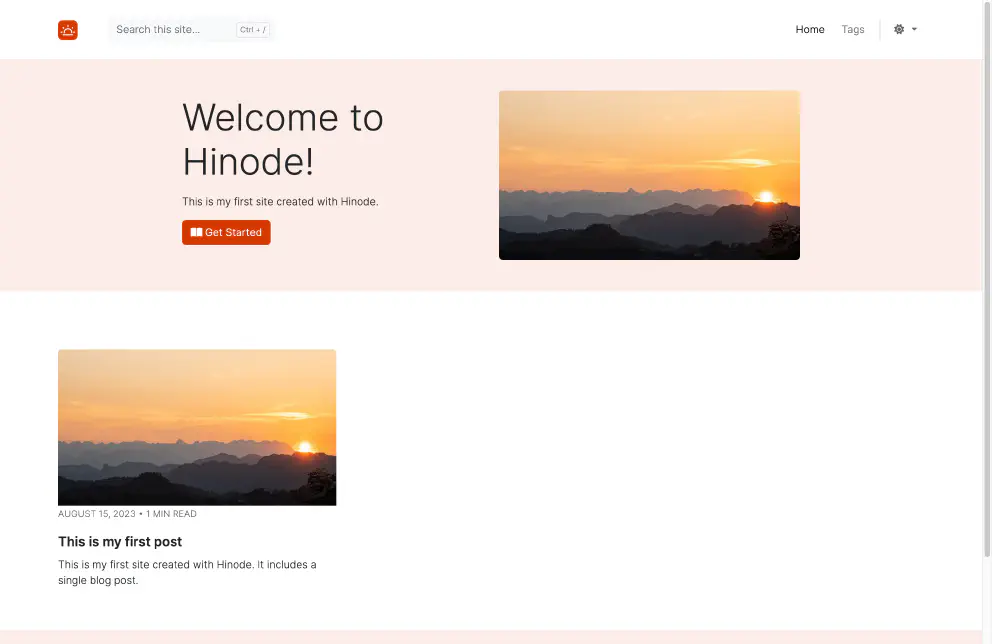 Search this site... Ctrl + / Home Tags
Welcome to
Hinode!
This is my first site created with Hinode.
Get Started
AUGUST 15, 2023 • 1 MIN READ
This is my first post
This is my first site created with Hinode. It includes a
single blog post.